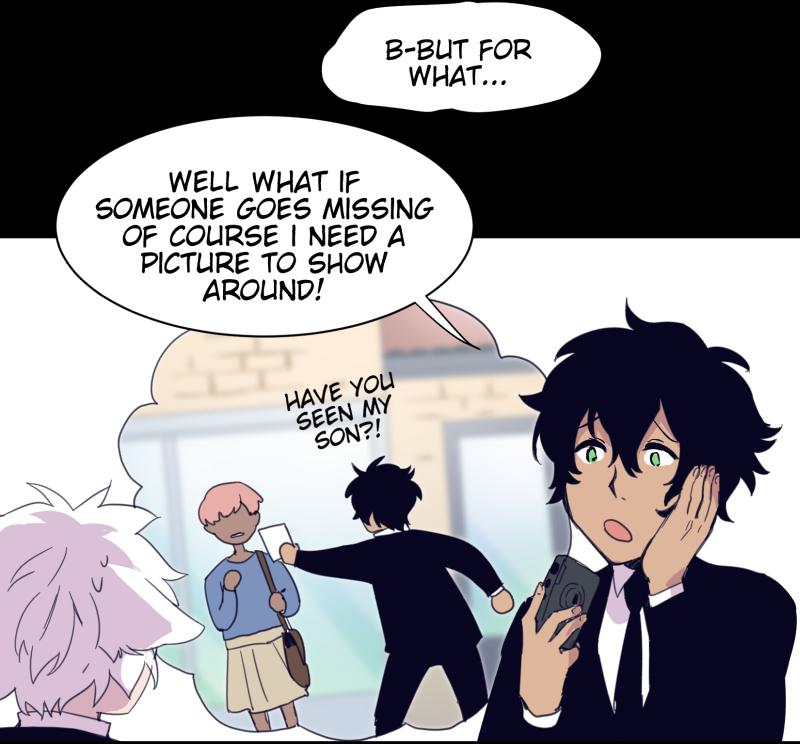 B-BUT FOR
WHAT...
WELL WHAT IF
SOMEONE GOES MISSING
OF COURSE I NEED A
PICTURE TO SHOW
AROUND!
HAVE YOU
SEEN MY
SON?!